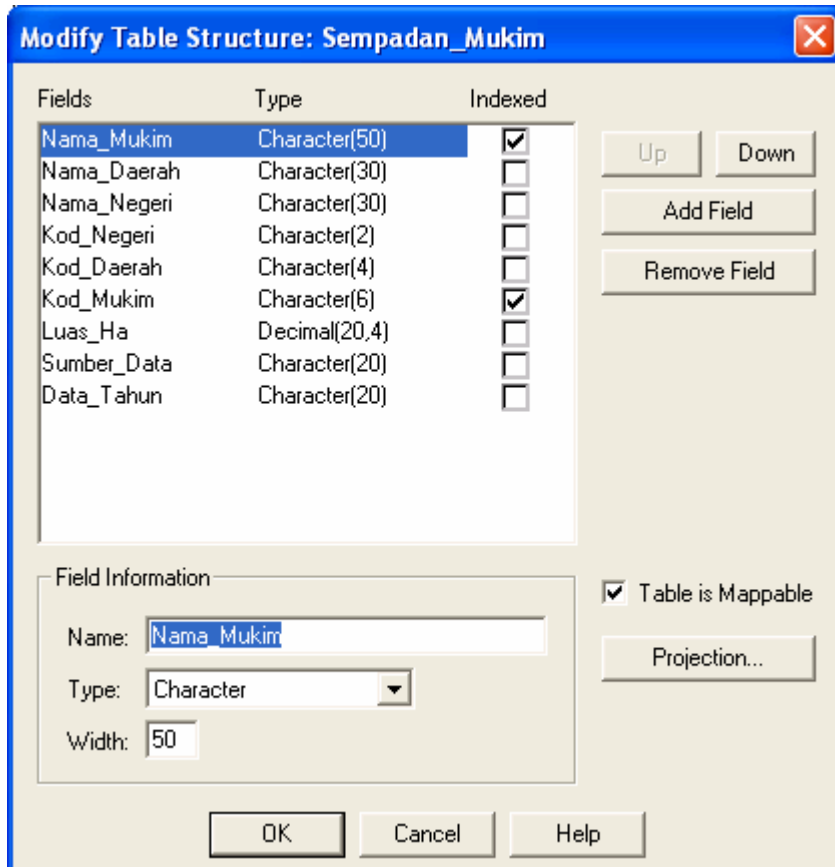 Modify Table Structure: Sempadan_Mukim
Fields Type Indexed
Nama_Mukim Character(50)
Nama_Daerah Character(30)
Nama_Negeri Character(30)
Kod_Negeri Character(2)
Kod_Daerah Character(4)
Kod_Mukim Character(6)
Luas_Ha Decimal(20,4)
Sumber_Data Character(20)
Data_Tahun Character(20)
Up Down
Add Field
Remove Field
Field Information
Name: Nama_Mukim
Type: Character
Width: 50
Table is Mappable
Projection...
OK Cancel Help